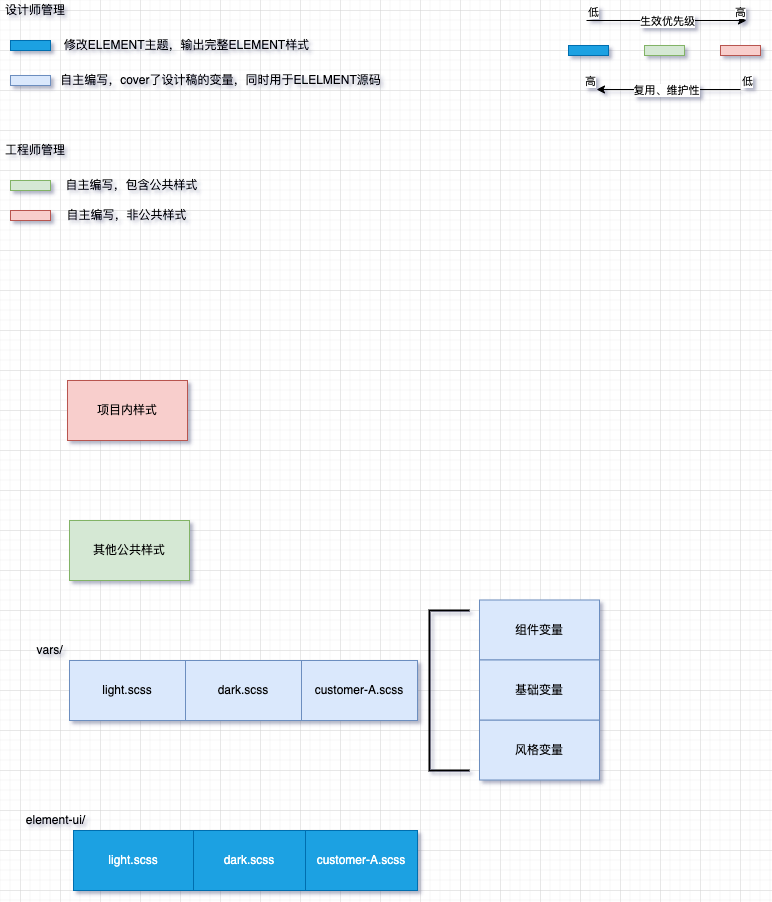 设计师管理
修改ELEMENT主题，输出完整ELEMENT样式
自主编写，cover了设计稿的变量，同时用于ELELMENT源码
低
高
生效优先级
高
低
复用、维护性
工程师管理
自主编写，包含公共样式
自主编写，非公共样式
项目内样式
其他公共样式
vars/
light.scss
dark.scss
customer-A.scss
组件变量
基础变量
风格变量
element-ui/
light.scss
dark.scss
customer-A.scss